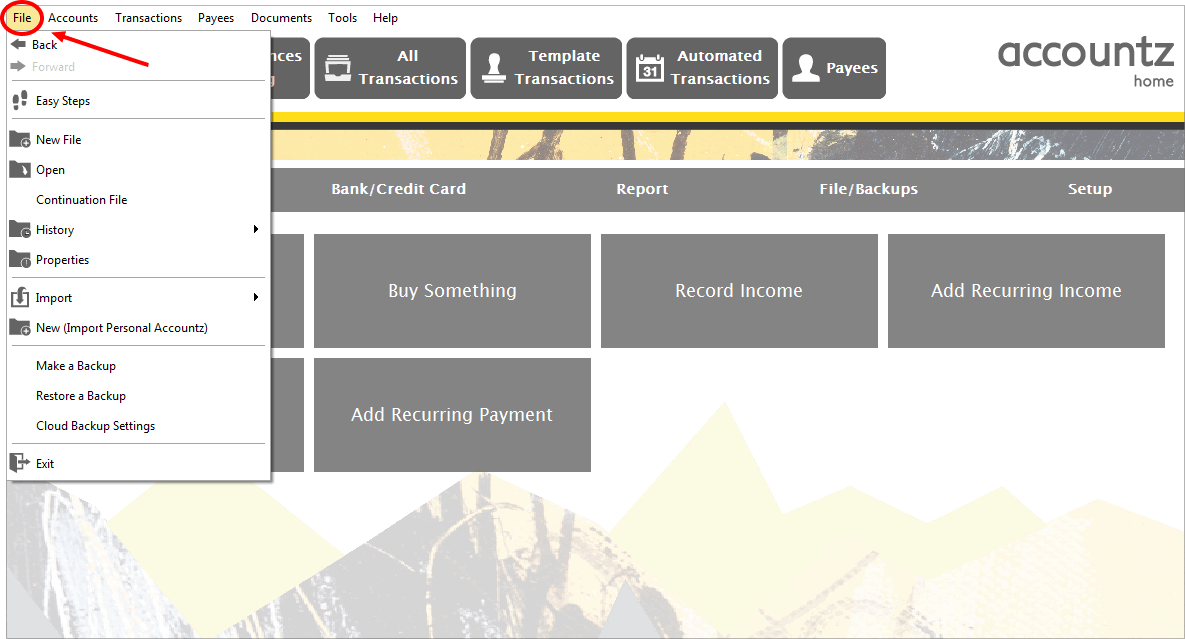 File Accounts Transactions Payees Documents Tools Help
Back
Forward
Easy Steps
New File
Open
Continuation File
History
Properties
Import
New (Import Personal Accountz)
Make a Backup
Restore a Backup
Cloud Backup Settings
Exit
All
Transactions
Template
Transactions
31
Automated
Transactions
Payees
accountz
home
Bank/Credit Card Report File/Backups Setup
Buy Something Record Income Add Recurring Income
Add Recurring Payment